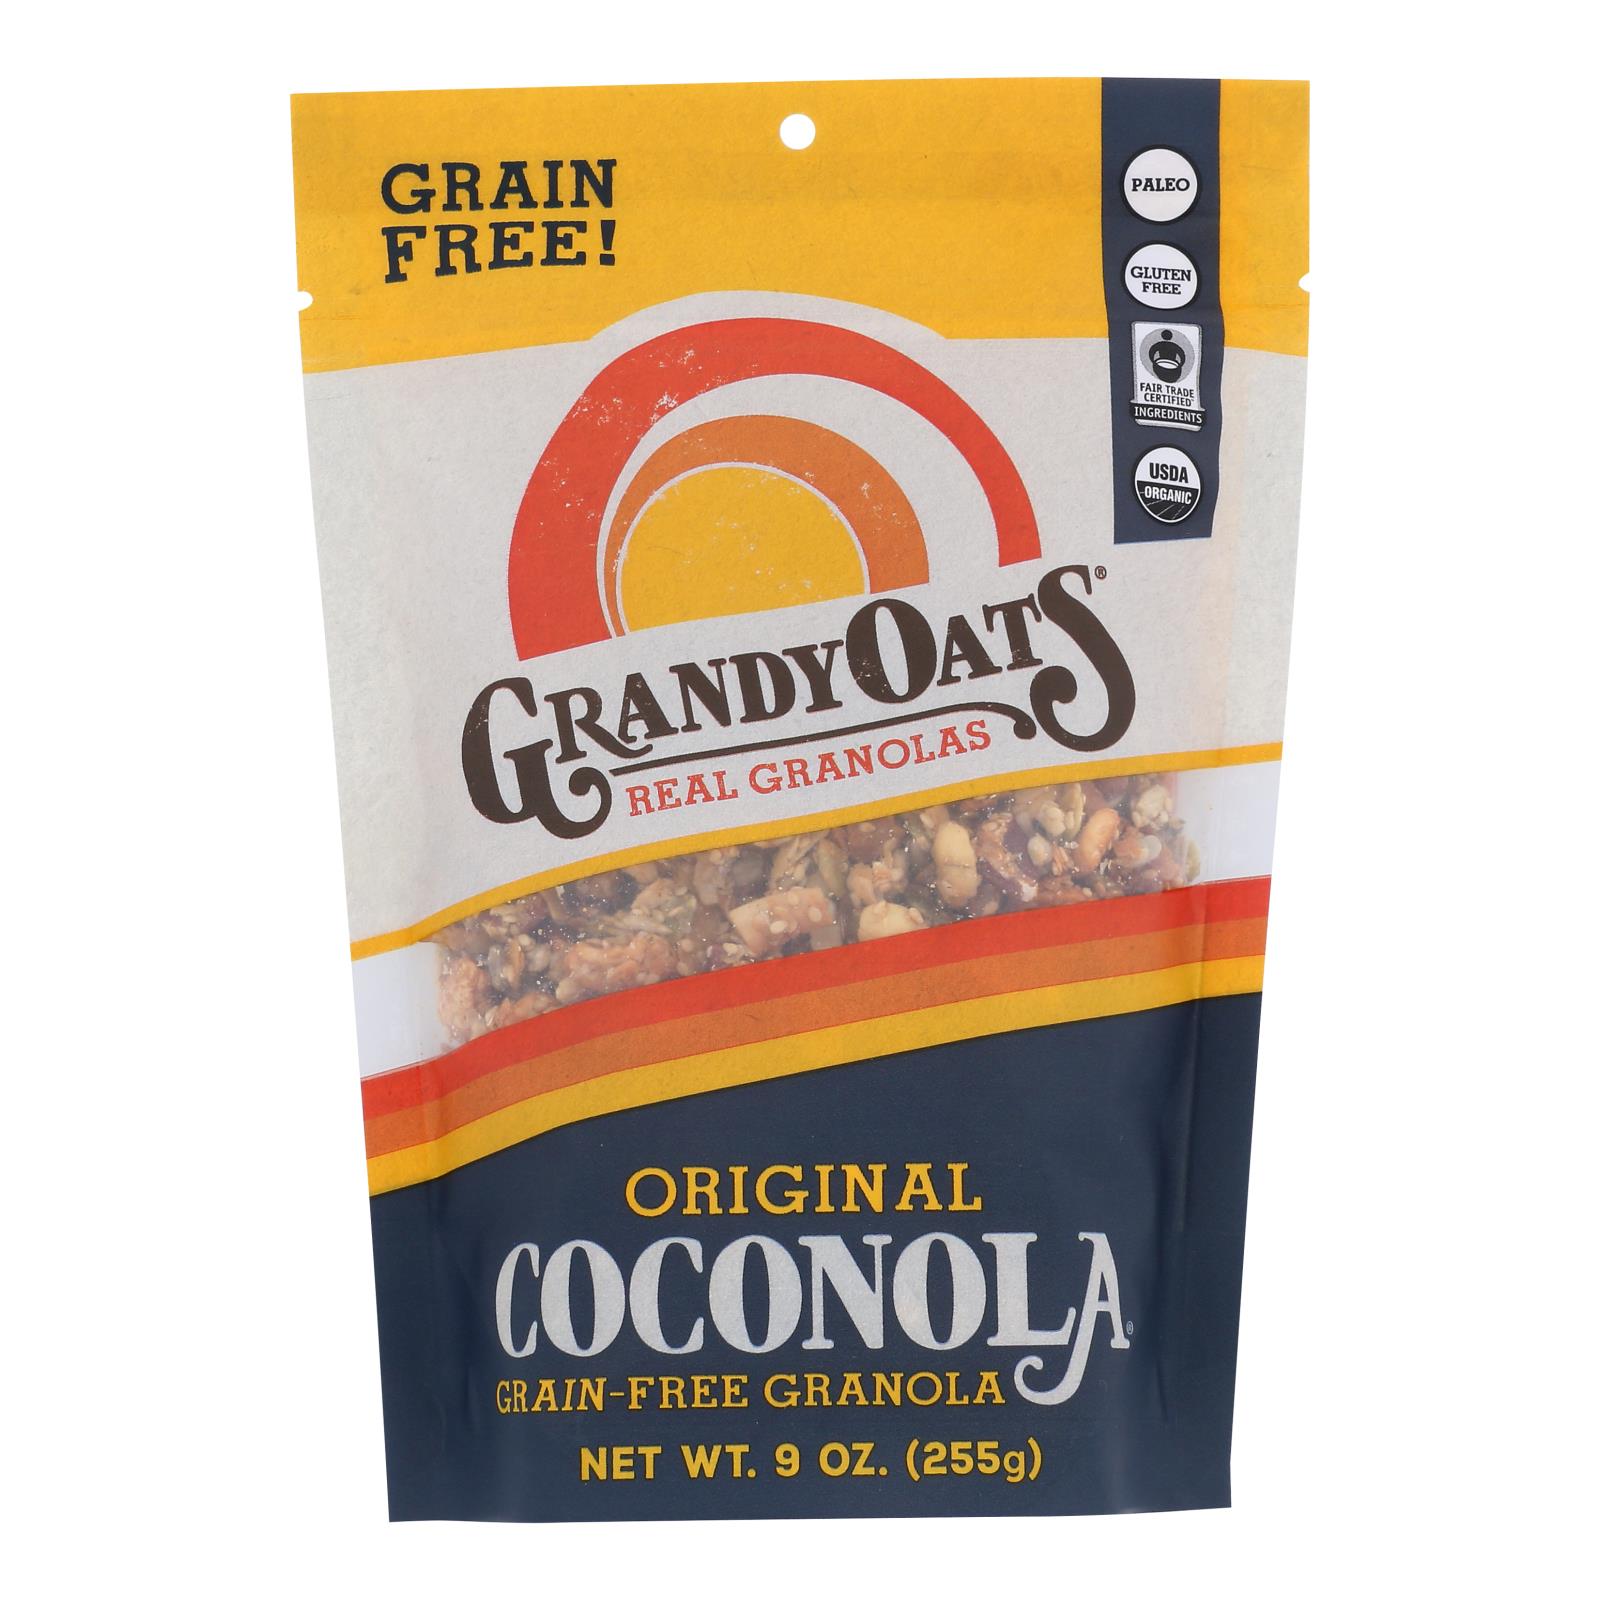 GRAIN
FREE!
PALEO
GLUTEN
FREE
FAIR TRADE
CERTIFIED™
INGREDIENTS
USDA
ORGANIC
GRANDYOATS®
REAL GRANOLAS
ORIGINAL
COCONOLA®
GRAIN-FREE GRANOLA
NET WT. 9 OZ. (255g)